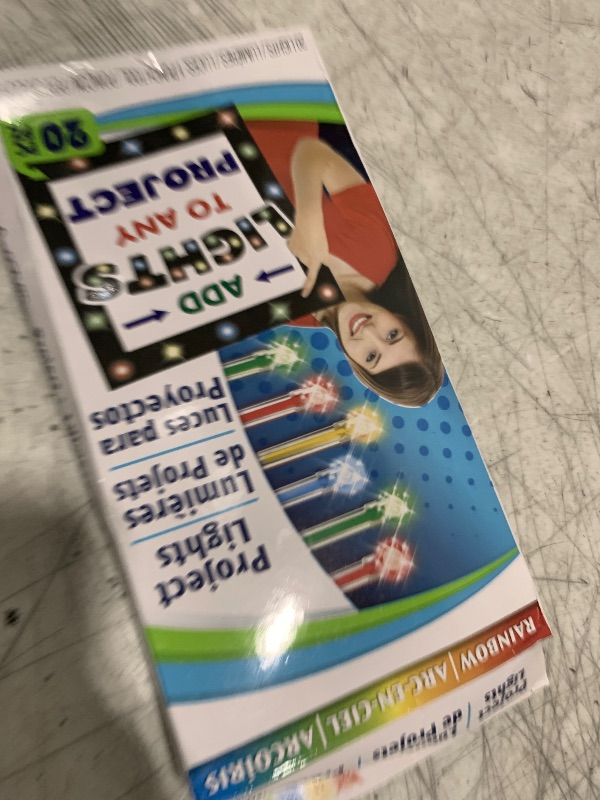 RAINBOW | ARC-EN-CIEL | ARCOÍRIS
Project
Lights
Lumières
de Projets
Luces para
Proyectos
ADD
LIGHTS
TO ANY
PROJECT
20
Project
Lights
de Projets